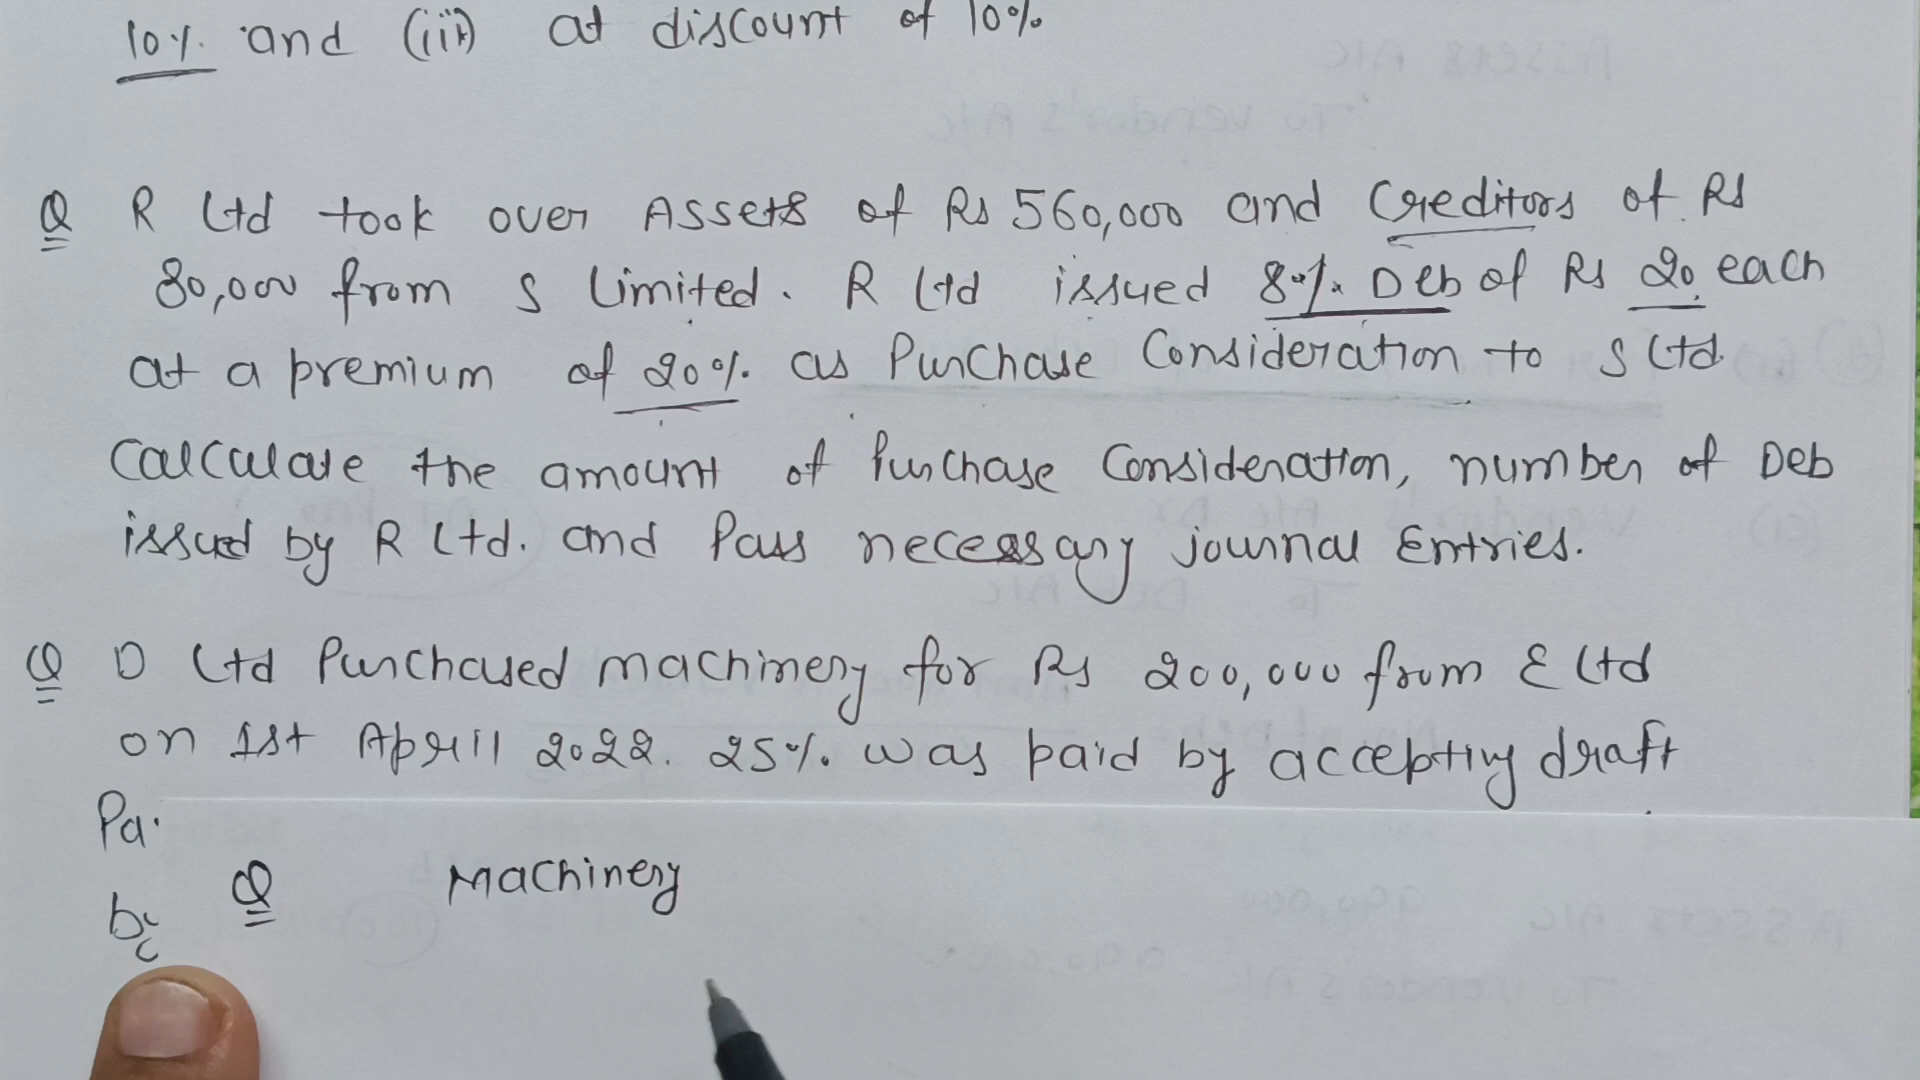 10%. and (iii) at discount of 10%
Q R Ltd took over Assets of Rs 560,000 and Creditors of Rs
80,000 from S Limited. R Ltd issued 8% Deb of Rs 20 each
at a premium of 20% as Purchase Consideration to S Ltd
Calculate the amount of Purchase Consideration, number of Deb
issued by R Ltd. and Pass necessary journal Entries.
Q D Ltd Purchased machinery for Rs 200,000 from E Ltd
on 1st April 2022. 25% was paid by accepting draft
Pa
Q Machinery